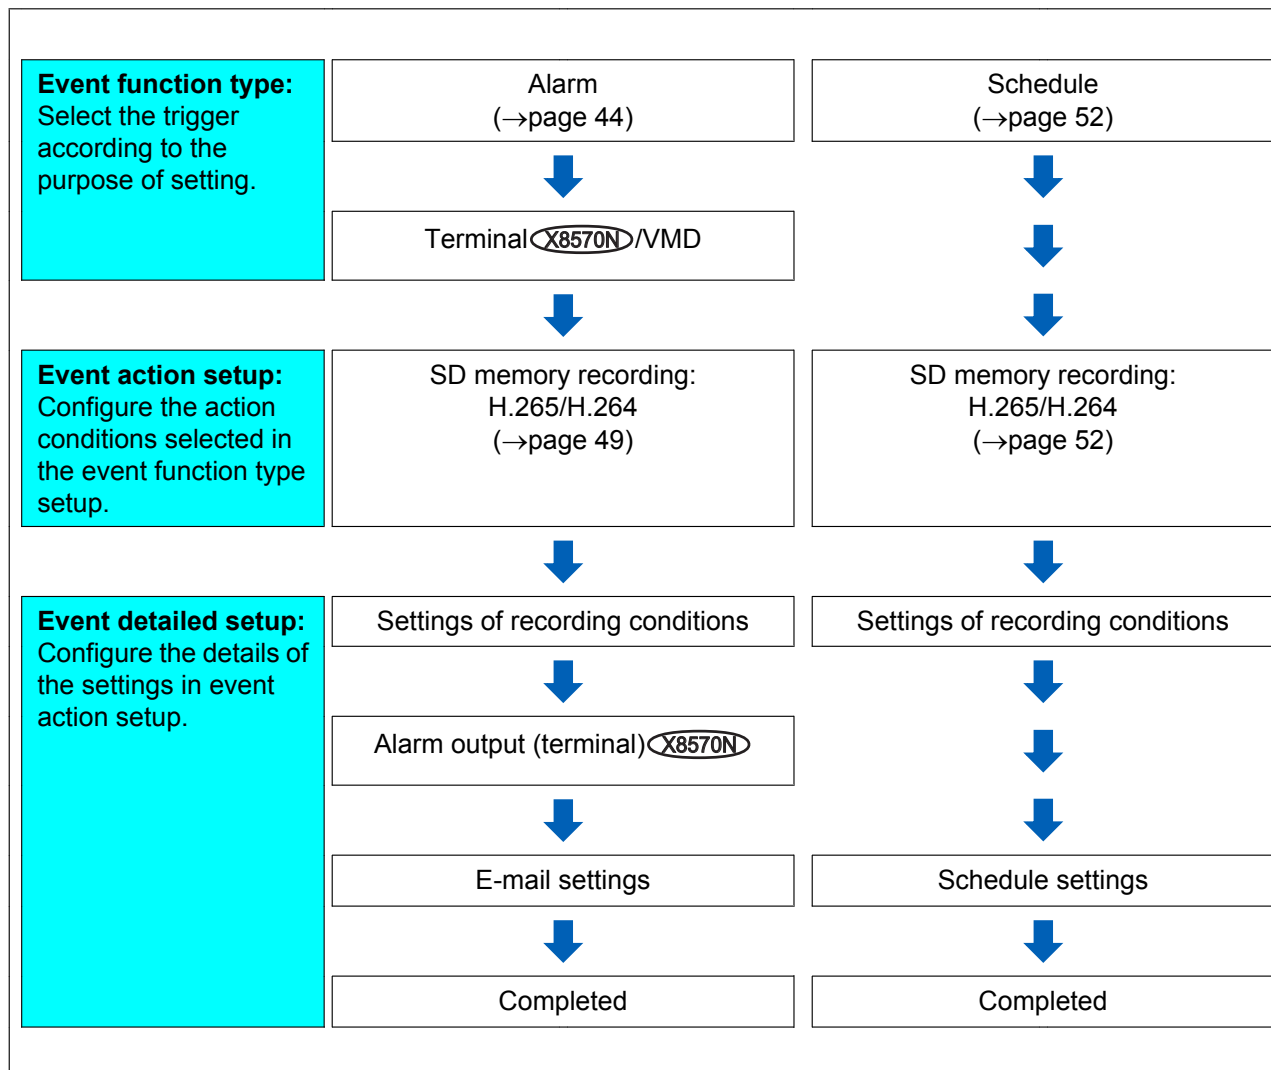 Event function type:
Select the trigger
according to the
purpose of setting.
Alarm
(→page 44)
Schedule
(→page 52)
Terminal X8570N /VMD
Event action setup:
Configure the action
conditions selected in
the event function type
setup.
SD memory recording:
H.265/H.264
(→page 49)
SD memory recording:
H.265/H.264
(→page 52)
Event detailed setup:
Configure the details of
the settings in event
action setup.
Settings of recording conditions
Settings of recording conditions
Alarm output (terminal) X8570N
E-mail settings
Schedule settings
Completed
Completed